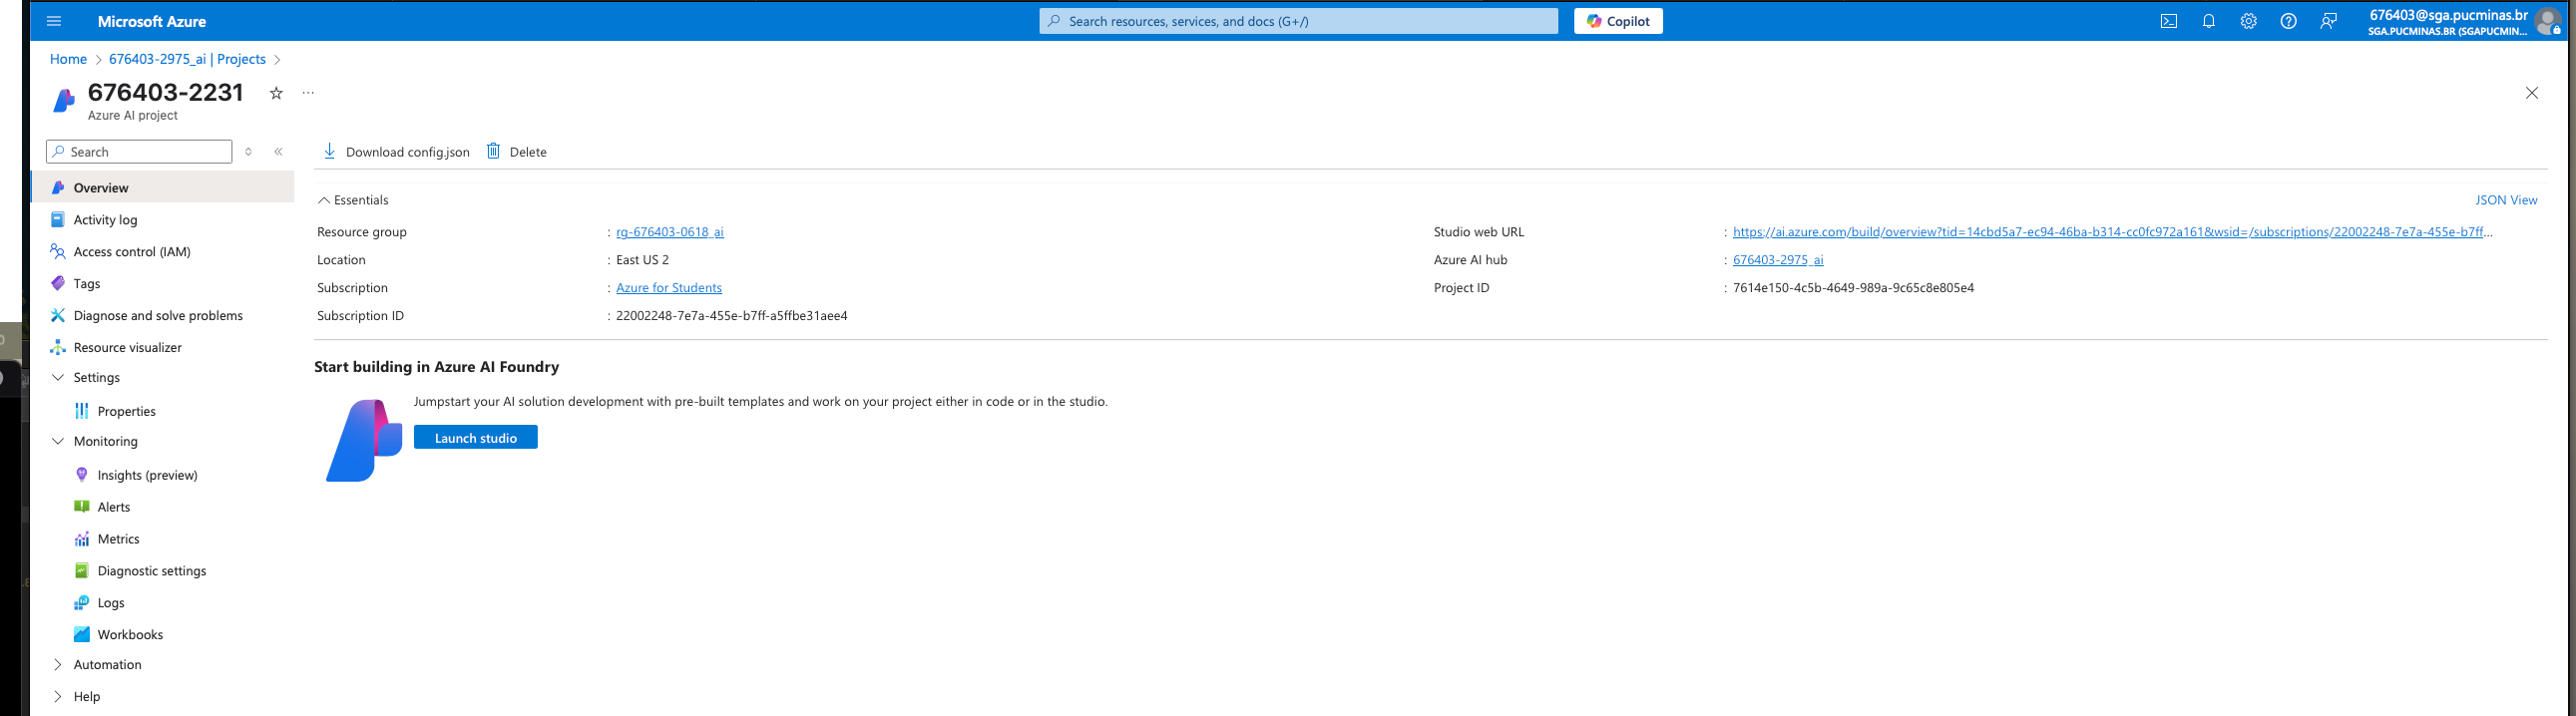 Microsoft Azure
Search resources, services, and docs (G+/)
Copilot
676403@sga.pucminas.br
SGA.PUCMINAS.BR (SGAPUCMIN...
Home > 676403-2975_ai | Projects >
676403-2231
Azure AI project
Search
Download config.json
Delete
Overview
Activity log
Access control (IAM)
Tags
Diagnose and solve problems
Resource visualizer
Settings
Properties
Monitoring
Insights (preview)
Alerts
Metrics
Diagnostic settings
Logs
Workbooks
Automation
Help
Essentials
JSON View
Resource group : rg-676403-0618_ai
Location : East US 2
Subscription : Azure for Students
Subscription ID : 22002248-7e7a-455e-b7ff-a5ffbe31aee4
Studio web URL : https://ai.azure.com/build/overview?tid=14cbd5a7-ec94-46ba-b314-cc0fc972a161&wsid=/subscriptions/22002248-7e7a-455e-b7ff...
Azure AI hub : 676403-2975_ai
Project ID : 7614e150-4c5b-4649-989a-9c65c8e805e4
Start building in Azure AI Foundry
Jumpstart your AI solution development with pre-built templates and work on your project either in code or in the studio.
Launch studio